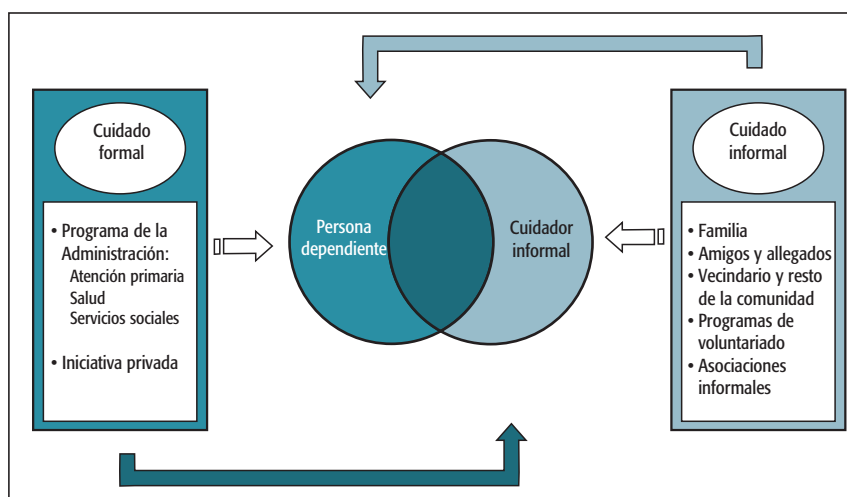 Cuidado
formal
• Programa de la
Administración:
Atención primaria
Salud
Servicios sociales
• Iniciativa privada
Persona
dependiente
Cuidador
informal
Cuidado
informal
• Familia
• Amigos y allegados
• Vecindario y resto
de la comunidad
• Programas de
voluntariado
• Asociaciones
informales